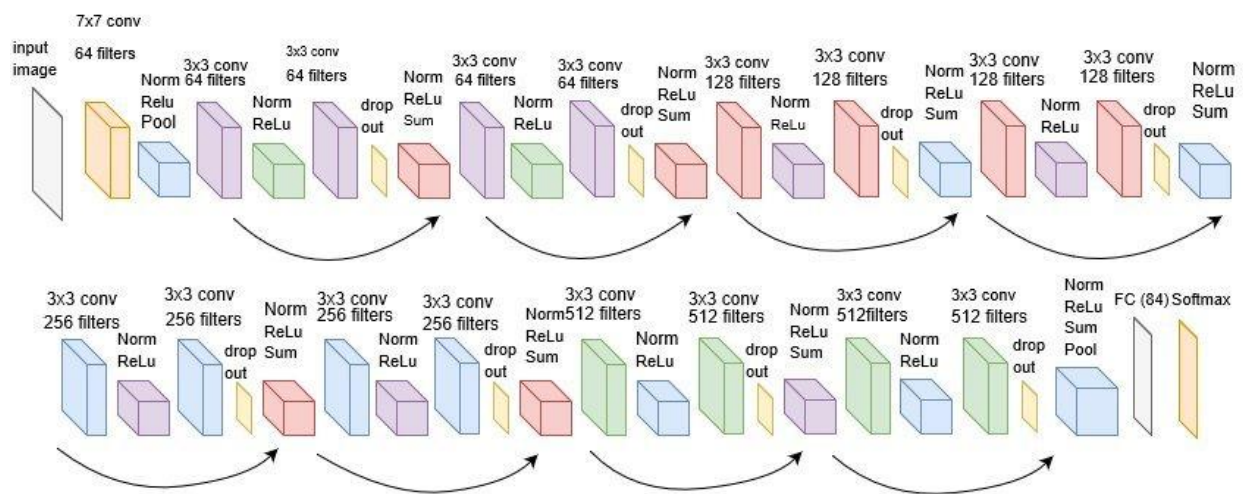 input
image
7x7 conv
64 filters
Norm
Relu
Pool
3x3 conv
64 filters
Norm
ReLu
3x3 conv
64 filters
drop
out
Norm
ReLu
Sum
3x3 conv
64 filters
Norm
ReLu
3x3 conv
64 filters
drop
out
Norm
ReLu
Sum
3x3 conv
128 filters
Norm
ReLu
3x3 conv
128 filters
drop
out
Norm
ReLu
Sum
3x3 conv
128 filters
Norm
ReLu
3x3 conv
128 filters
drop
out
Norm
ReLu
Sum
3x3 conv
256 filters
Norm
ReLu
3x3 conv
256 filters
drop
out
Norm
ReLu
Sum
3x3 conv
256 filters
Norm
ReLu
3x3 conv
256 filters
drop
out
Norm
ReLu
Sum
3x3 conv
512 filters
Norm
ReLu
3x3 conv
512 filters
drop
out
Norm
ReLu
Sum
3x3 conv
512filters
Norm
ReLu
3x3 conv
512 filters
drop
out
Norm
ReLu
Sum
Pool
FC (84)
Softmax